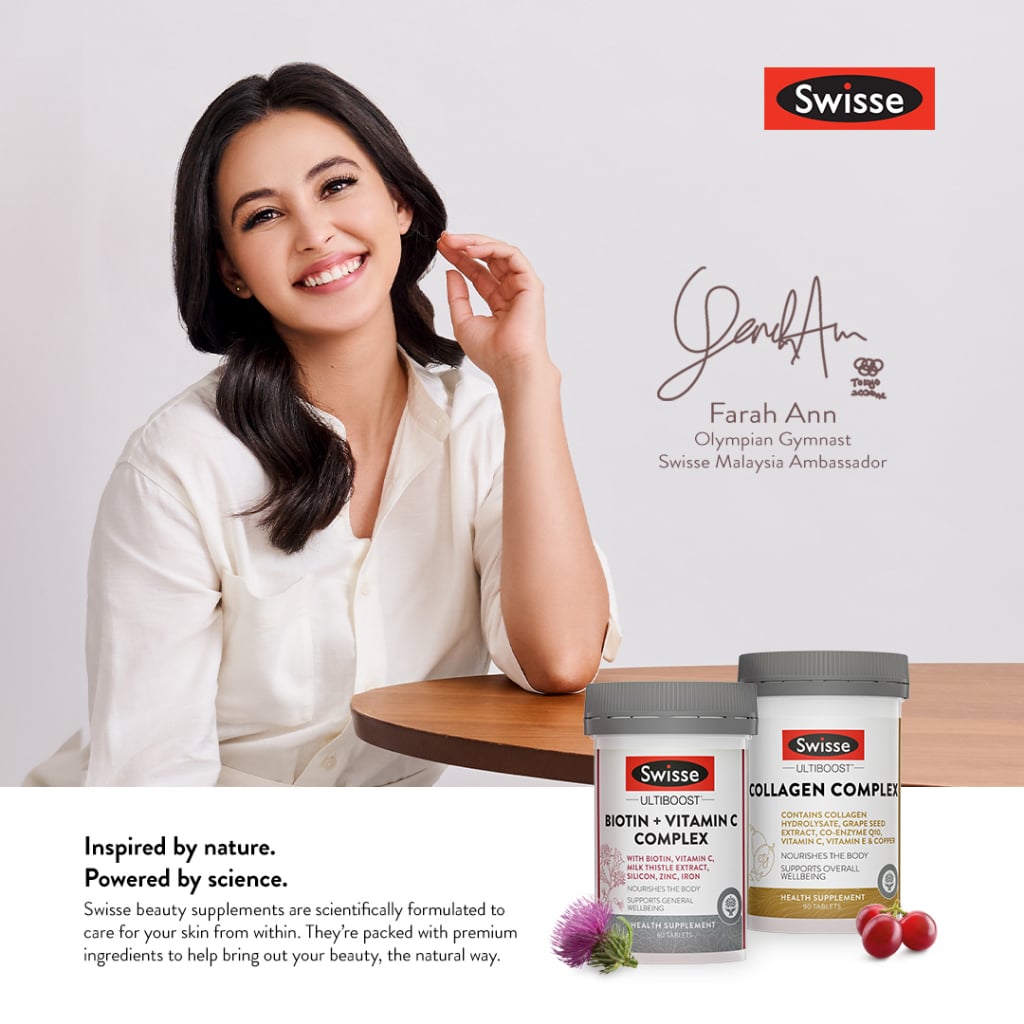 Swisse
Farah Ann
Tokyo
2020ne
Farah Ann
Olympian Gymnast
Swisse Malaysia Ambassador
Swisse
ULTIBOOST
BIOTIN + VITAMIN C
COMPLEX
WITH BIOTIN, VITAMIN C,
MILK THISTLE EXTRACT,
SILICON, ZINC, IRON
NOURISHES THE BODY
SUPPORTS GENERAL
WELLBEING
HEALTH SUPPLEMENT
60 TABLETS
Swisse
ULTIBOOST
COLLAGEN COMPLEX
CONTAINS COLLAGEN
HYDROLYSATE, GRAPE SEED
EXTRACT, CO-ENZYME Q10,
VITAMIN C, VITAMIN E & COPPER
NOURISHES THE BODY
SUPPORTS OVERALL
WELLBEING
HEALTH SUPPLEMENT
90 TABLETS
Inspired by nature.
Powered by science.
Swisse beauty supplements are scientifically formulated to
care for your skin from within. They're packed with premium
ingredients to help bring out your beauty, the natural way.